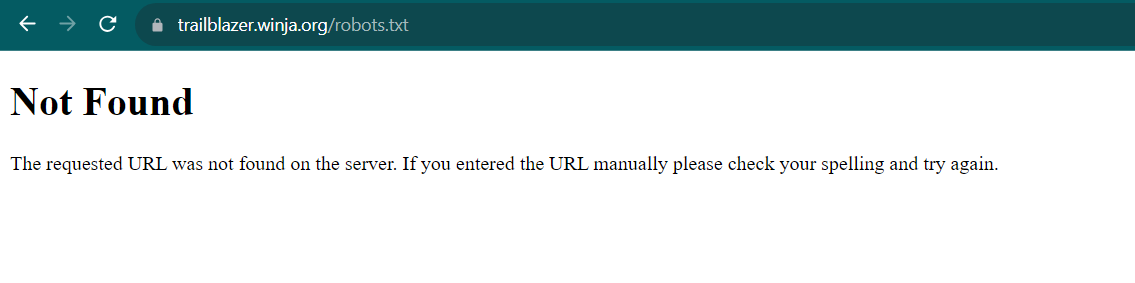 trailblazer.winja.org/robots.txt
Not Found
The requested URL was not found on the server. If you entered the URL manually please check your spelling and try again.